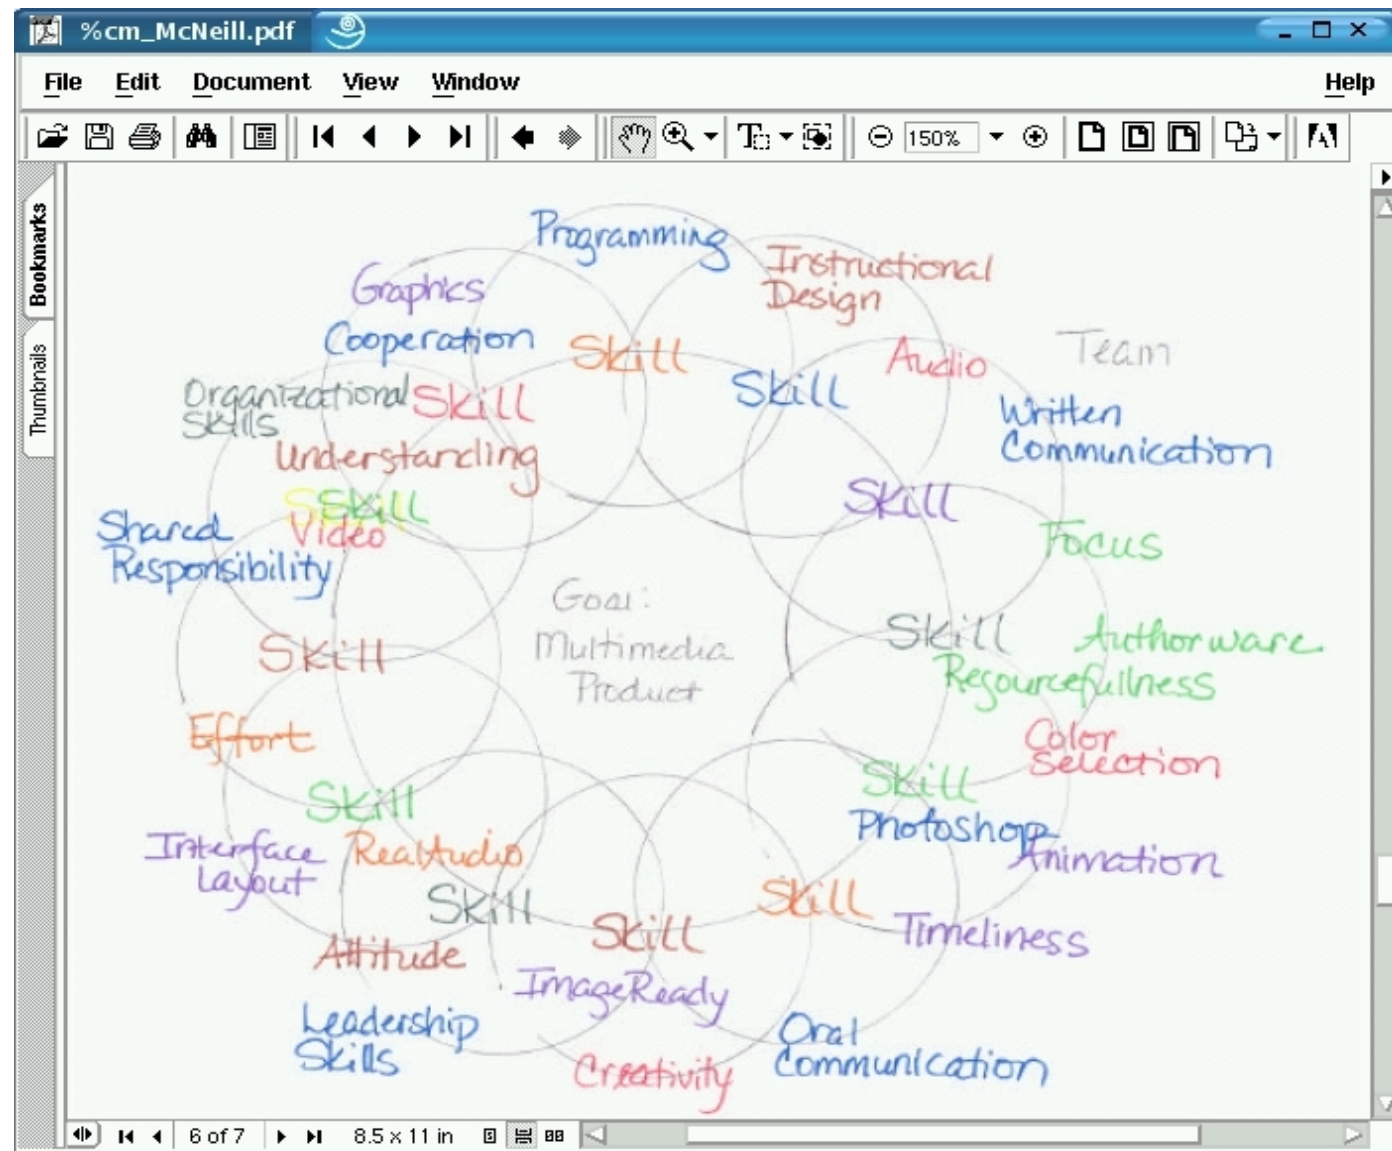 %cm_McNeill.pdf
File Edit Document View Window Help
150%
Bookmarks
Thumbnails
Programming
Instructional
Design
Graphics
Cooperation
Skill
Audio
Team
Skill
Organizational
Skills
Skill
Written
Communication
Understanding
Skill
Skill
Video
Shared
Responsibility
Focus
Goal:
Multimedia
Product
Skill
Skill
Authorware
Resourcefullness
Effort
Color
Selection
Skill
Skill
Photoshop
Animation
Interface
Layout
RealAudio
Skill
Skill
Skill
Timeliness
Attitude
ImageReady
Leadership
Skills
Oral
Communication
Creativity
6 of 7 8.5 x 11 in